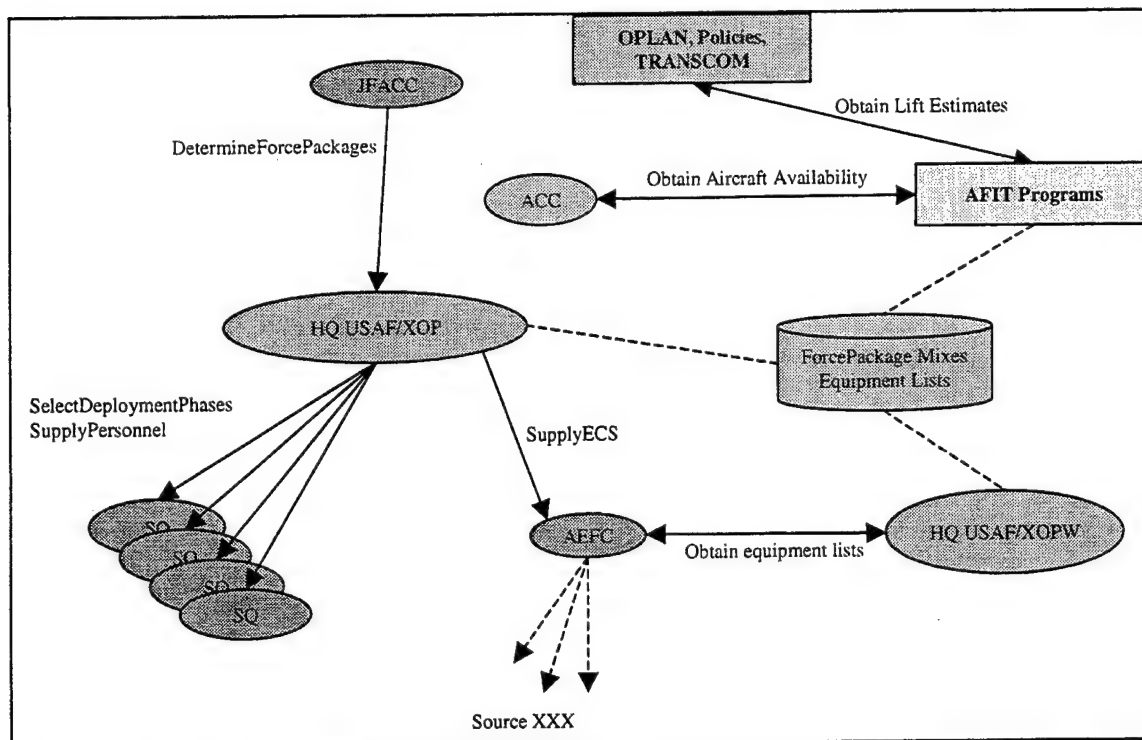 OPLAN, Policies,
TRANSCOM
JFACC
Obtain Lift Estimates
DetermineForcePackages
Obtain Aircraft Availability
ACC
AFIT Programs
HQ USAF/XOP
ForcePackage Mixes
Equipment Lists
SelectDeploymentPhases
SupplyPersonnel
SupplyECS
SQ
SQ
SQ
SQ
AEFC
Obtain equipment lists
HQ USAF/XOPW
Source XXX